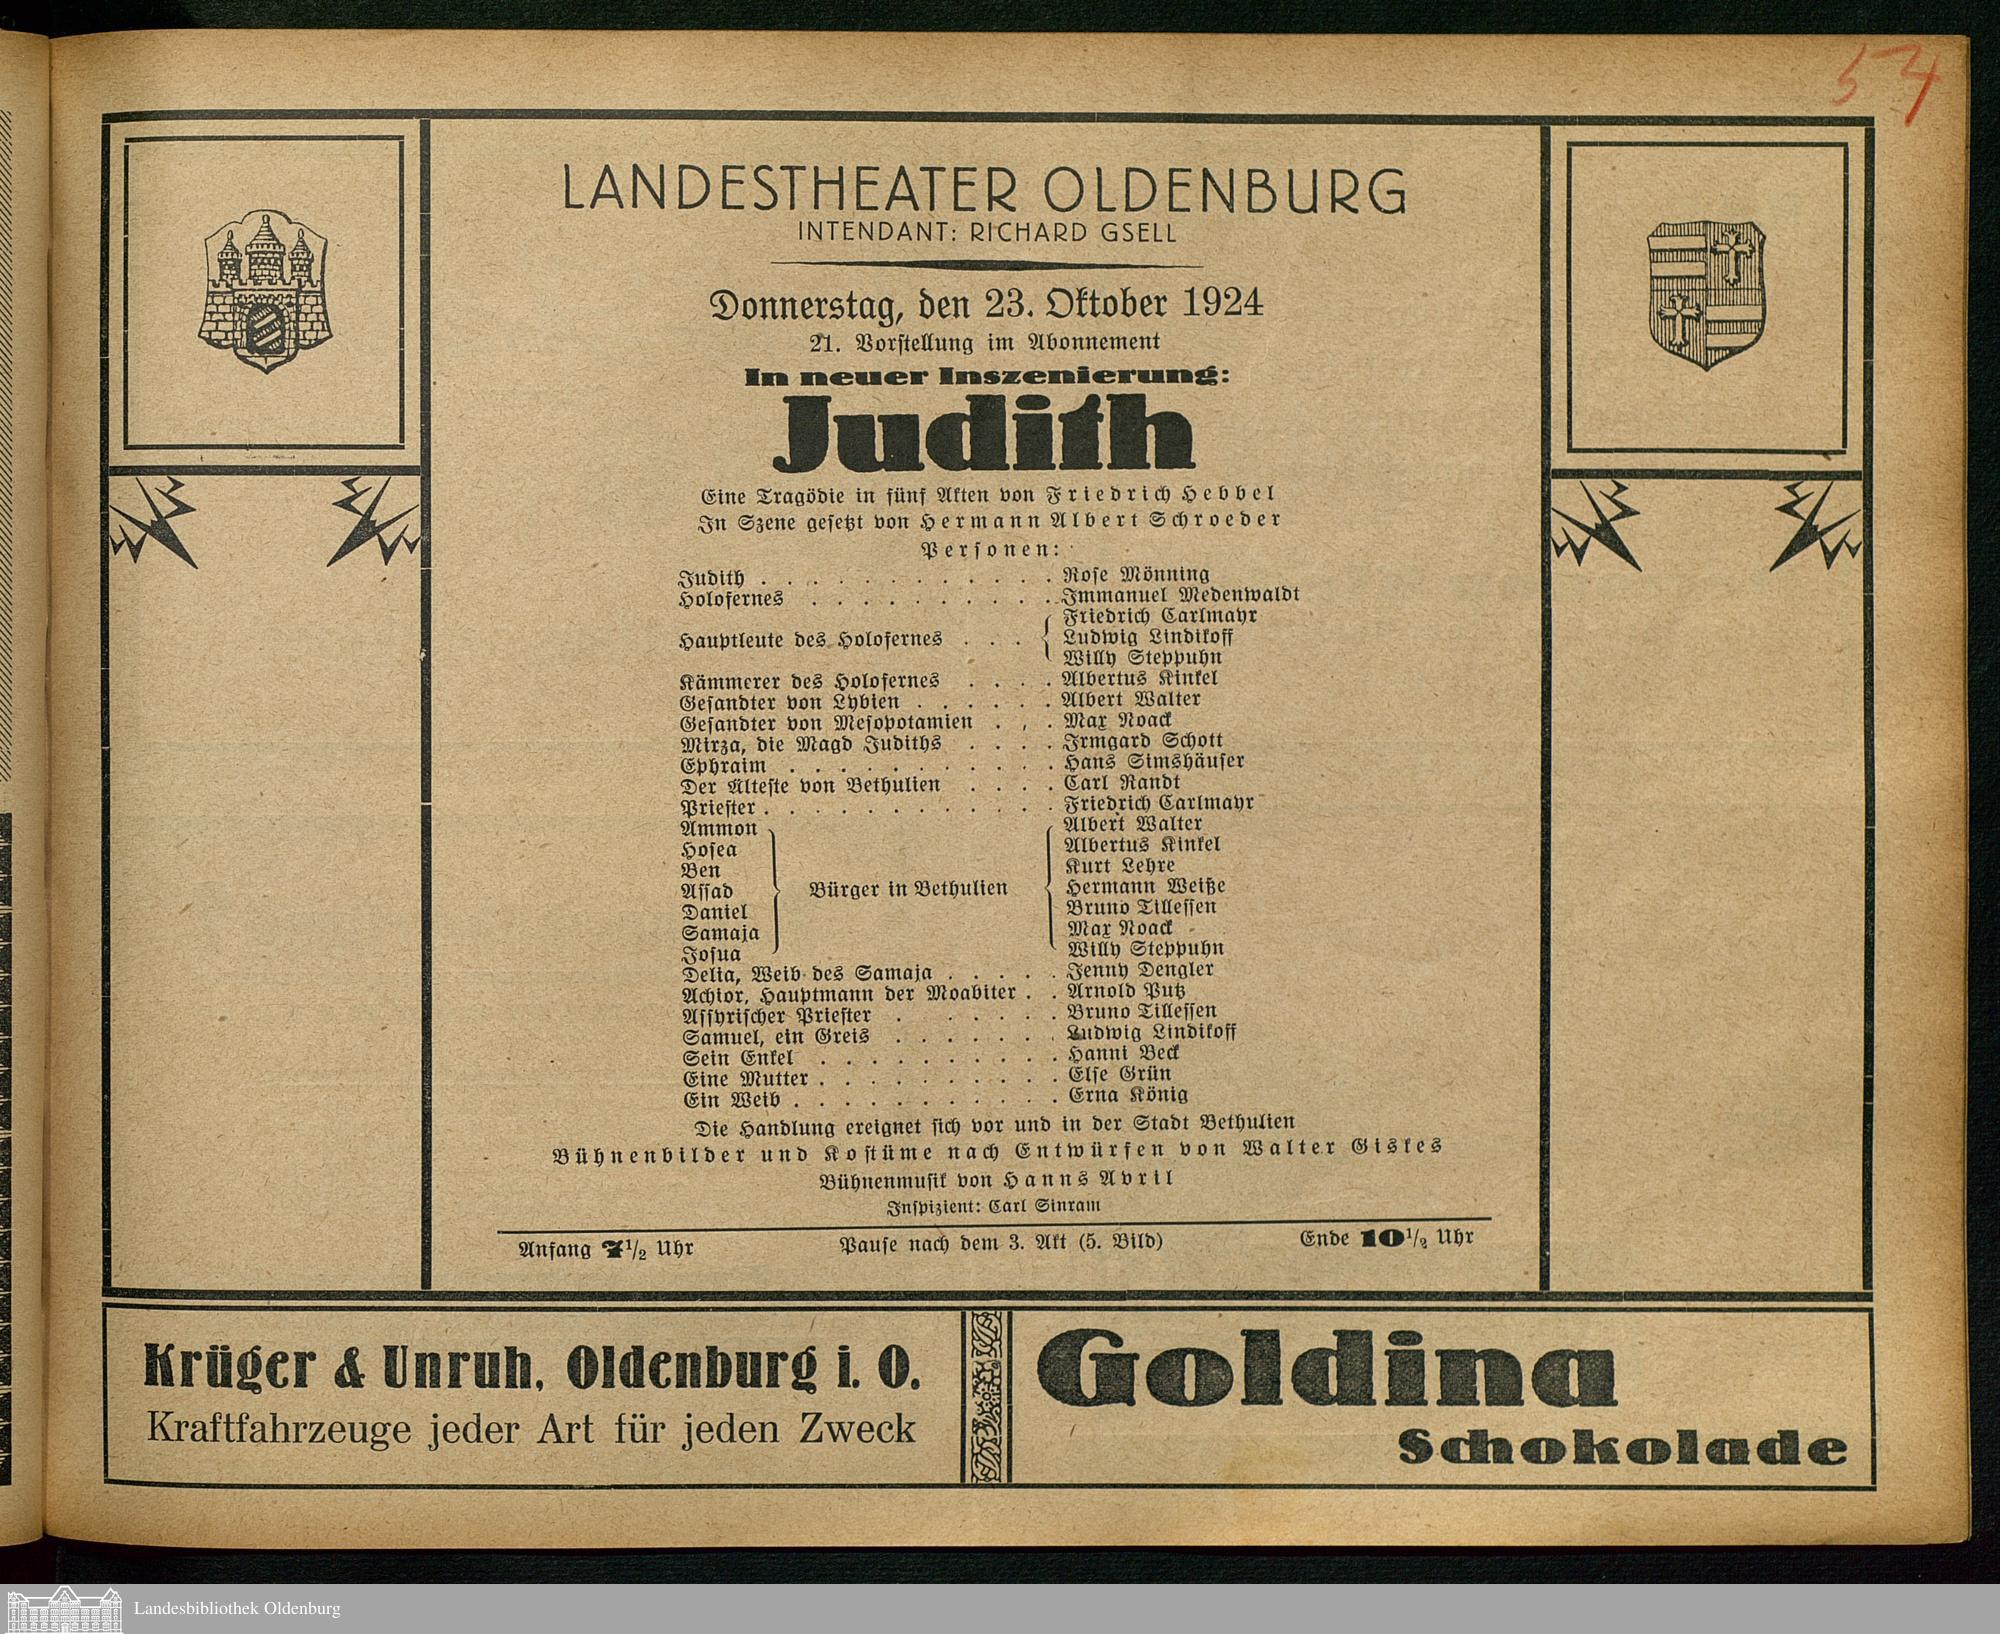 54
LANDESTHEATER OLDENBURG
INTENDANT: RICHARD GSELL
Donnerstag, den 23. Oktober 1924
21. Vorstellung im Abonnement
In neuer Inszenierung:
Judith
Eine Tragödie in fünf Akten von Friedrich Hebbel
In Szene gesetzt von Hermann Albert Schroeder
Personen:
Judith . . . . . . . . . . . . Rose Mönning
Holofernes . . . . . . . . . . Immanuel Medenwaldt
Hauptleute des Holofernes . . . { Friedrich Carlmayr
Ludwig Lindikoff
Willy Steppuhn
Kämmerer des Holofernes . . . . Albertus Kinkel
Gesandter von Lybien . . . . . . Albert Walter
Gesandter von Mesopotamien . . . Max Noack
Mirza, die Magd Judiths . . . . Irmgard Schott
Ephraim . . . . . . . . . . . Hans Simshäuser
Der Älteste von Bethulien . . . . Carl Randt
Priester . . . . . . . . . . . . Friedrich Carlmayr
Ammon Albert Walter
Hosea Albertus Kinkel
Ben Kurt Lehre
Assad } Bürger in Bethulien { Hermann Weiße
Daniel Bruno Tillessen
Samaja Max Noack
Josua Willy Steppuhn
Delia, Weib des Samaja . . . . . Jenny Dengler
Achior, Hauptmann der Moabiter . . Arnold Putz
Assyrischer Priester . . . . . . Bruno Tillessen
Samuel, ein Greis . . . . . . . Ludwig Lindikoff
Sein Enkel . . . . . . . . . . Hanni Beck
Eine Mutter . . . . . . . . . . Else Grün
Ein Weib . . . . . . . . . . . Erna König
Die Handlung ereignet sich vor und in der Stadt Bethulien
Bühnenbilder und Kostüme nach Entwürfen von Walter Giskes
Bühnenmusik von Hanns Avril
Inspizient: Carl Sinram
Anfang 7 1/2 Uhr Pause nach dem 3. Akt (5. Bild) Ende 10 1/2 Uhr
Krüger & Unruh, Oldenburg i. O.
Kraftfahrzeuge jeder Art für jeden Zweck
Goldina
Schokolade
Landesbibliothek Oldenburg